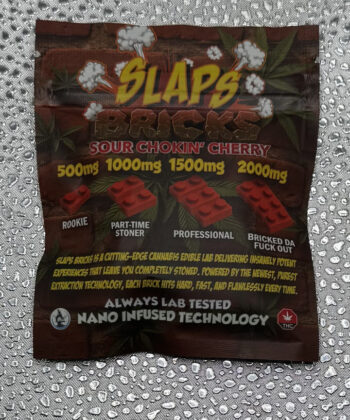 SLAPS
BRICKS
SOUR CHOKIN' CHERRY
500mg 1000mg 1500mg 2000mg
ROOKIE
PART-TIME
STONER
PROFESSIONAL
BRICKED DA
FUCK OUT
SLAPS BRICKS IS A CUTTING-EDGE CANNABIS EDIBLE LAB DELIVERING INSANELY POTENT
EXPERIENCES THAT LEAVE YOU COMPLETELY STONED. POWERED BY THE NEWEST, PUREST
EXTRACTION TECHNOLOGY, EACH BRICK HITS HARD, FAST, AND FLAWLESSLY EVERY TIME.
ALWAYS LAB TESTED
NANO INFUSED TECHNOLOGY
THC